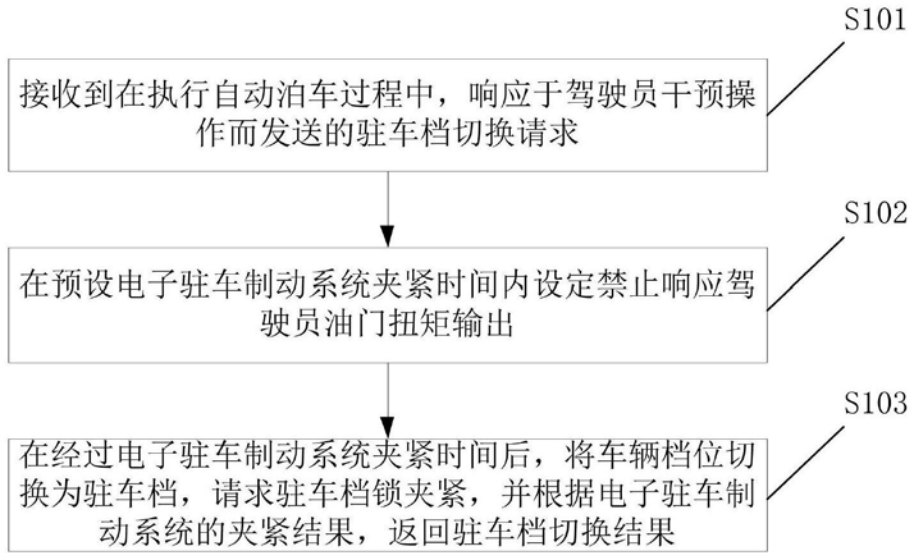 S101
接收到在执行自动泊车过程中，响应于驾驶员干预操
作而发送的驻车档切换请求
S102
在预设电子驻车制动系统夹紧时间内设定禁止响应驾
驶员油门扭矩输出
S103
在经过电子驻车制动系统夹紧时间后，将车辆档位切
换为驻车档，请求驻车档锁夹紧，并根据电子驻车制
动系统的夹紧结果，返回驻车档切换结果